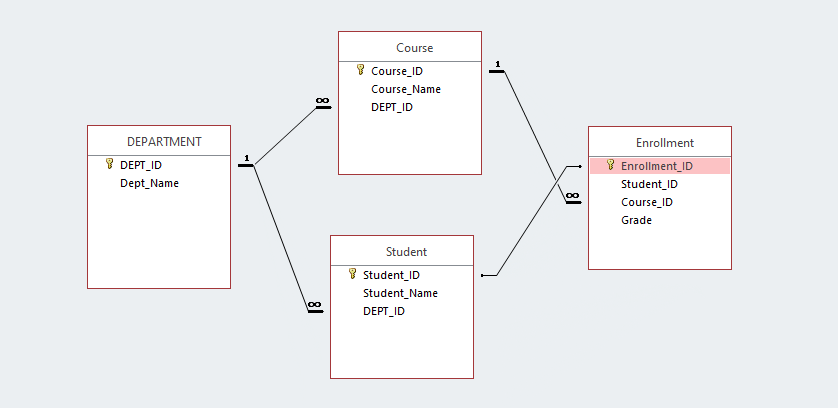 Course
Course_ID
Course_Name
DEPT_ID
DEPARTMENT
DEPT_ID
Dept_Name
Student
Student_ID
Student_Name
DEPT_ID
Enrollment
Enrollment_ID
Student_ID
Course_ID
Grade
1
∞
∞
1
∞